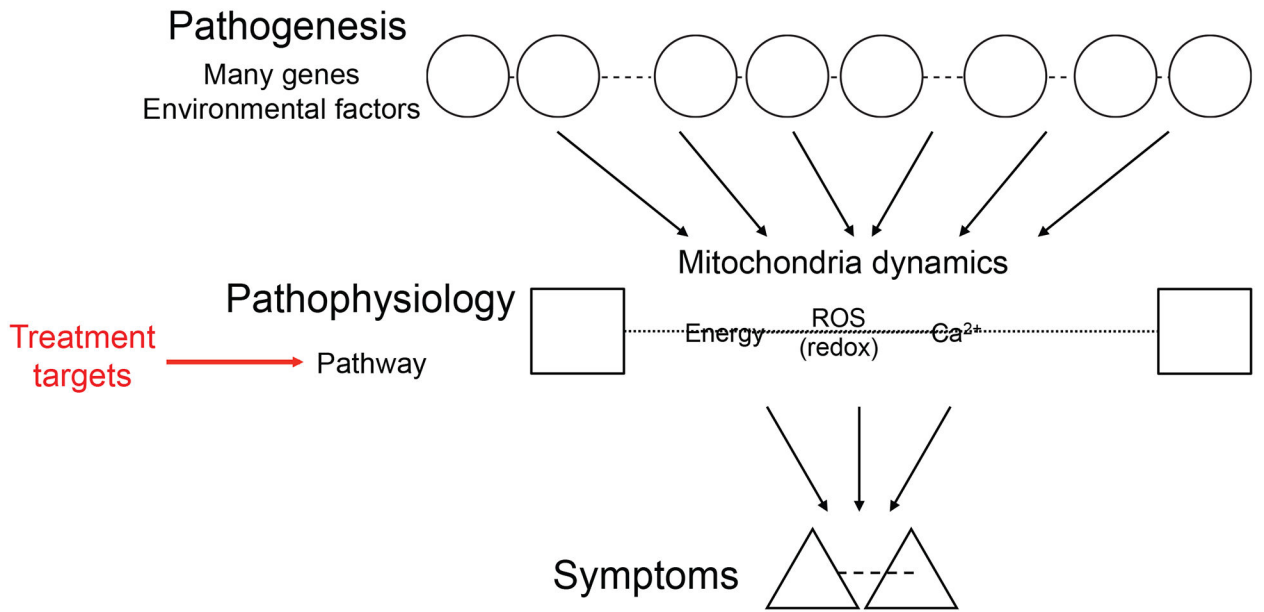 Pathogenesis
Many genes
Environmental factors
Mitochondria dynamics
Pathophysiology
Energy
ROS
(redox)
Ca²⁺
Treatment
targets
Pathway
Symptoms